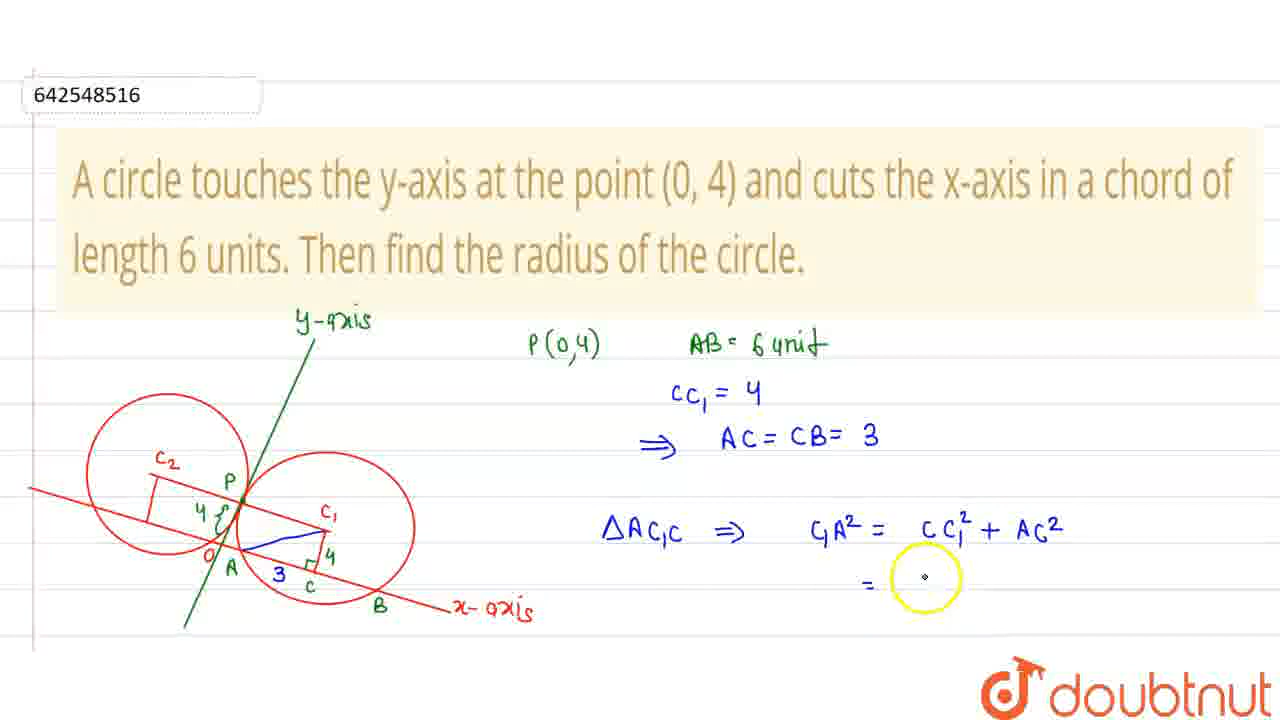 642548516
A circle touches the y-axis at the point (0, 4) and cuts the x-axis in a chord of
length 6 units. Then find the radius of the circle.
y-axis
P(0,4) AB = 6 unit
CC₁ = 4
⇒ AC = CB = 3
C₂
P
C₁
4
ΔAC₁C ⇒ C₁A² = CC₁² + AC²
O
A
3
4
C
B
=
x-axis
doubtnut